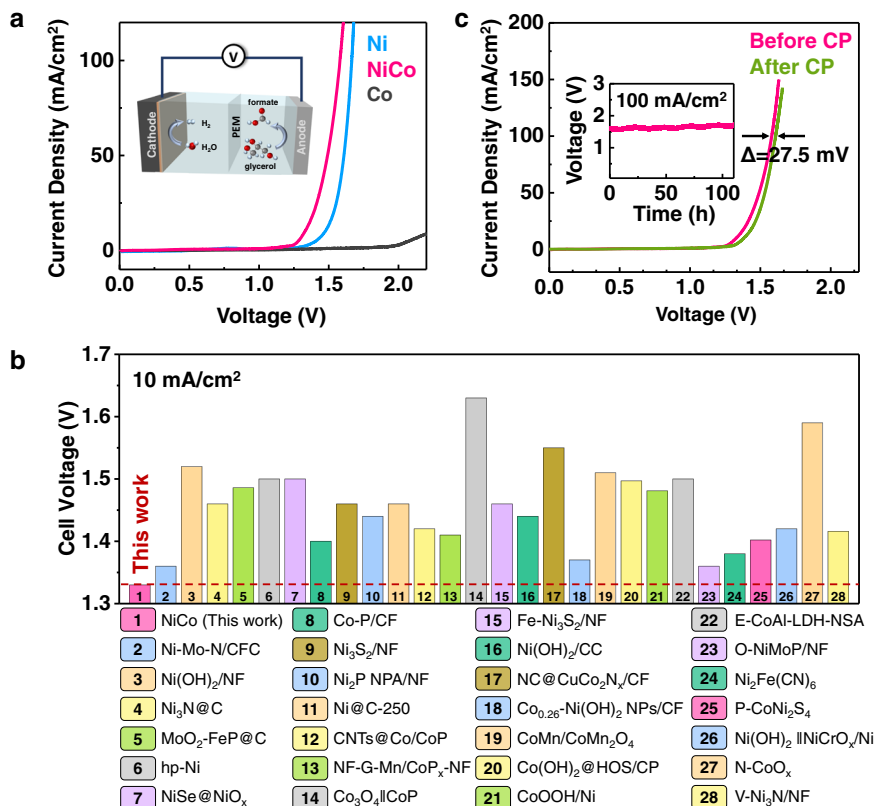 a
Currrent Density (mA/cm²)
100
50
0
0.0 0.5 1.0 1.5 2.0
Voltage (V)
Ni
NiCo
Co
V
Cathode
H₂
H₂O
PEM
formate
glycerol
Anode
c
Currrent Density (mA/cm²)
200
150
100
50
0
0.0 0.5 1.0 1.5 2.0
Voltage (V)
Before CP
After CP
100 mA/cm²
Voltage (V)
3
2
1
0 50 100
Time (h)
Δ=27.5 mV
b
10 mA/cm²
Cell Voltage (V)
1.7
1.6
1.5
1.4
1.3
This work
1 2 3 4 5 6 7 8 9 10 11 12 13 14 15 16 17 18 19 20 21 22 23 24 25 26 27 28
1 NiCo (This work)
2 Ni-Mo-N/CFC
3 Ni(OH)₂/NF
4 Ni₃N@C
5 MoO₂-FeP@C
6 hp-Ni
7 NiSe@NiOₓ
8 Co-P/CF
9 Ni₃S₂/NF
10 Ni₂P NPA/NF
11 Ni@C-250
12 CNTs@Co/CoP
13 NF-G-Mn/CoPₓ-NF
14 Co₃O₄‖CoP
15 Fe-Ni₃S₂/NF
16 Ni(OH)₂/CC
17 NC@CuCo₂Nₓ/CF
18 Co₀.₂₆-Ni(OH)₂ NPs/CF
19 CoMn/CoMn₂O₄
20 Co(OH)₂@HOS/CP
21 CoOOH/Ni
22 E-CoAl-LDH-NSA
23 O-NiMoP/NF
24 Ni₂Fe(CN)₆
25 P-CoNi₂S₄
26 Ni(OH)₂ ‖NiCrOₓ/Ni
27 N-CoOₓ
28 V-Ni₃N/NF